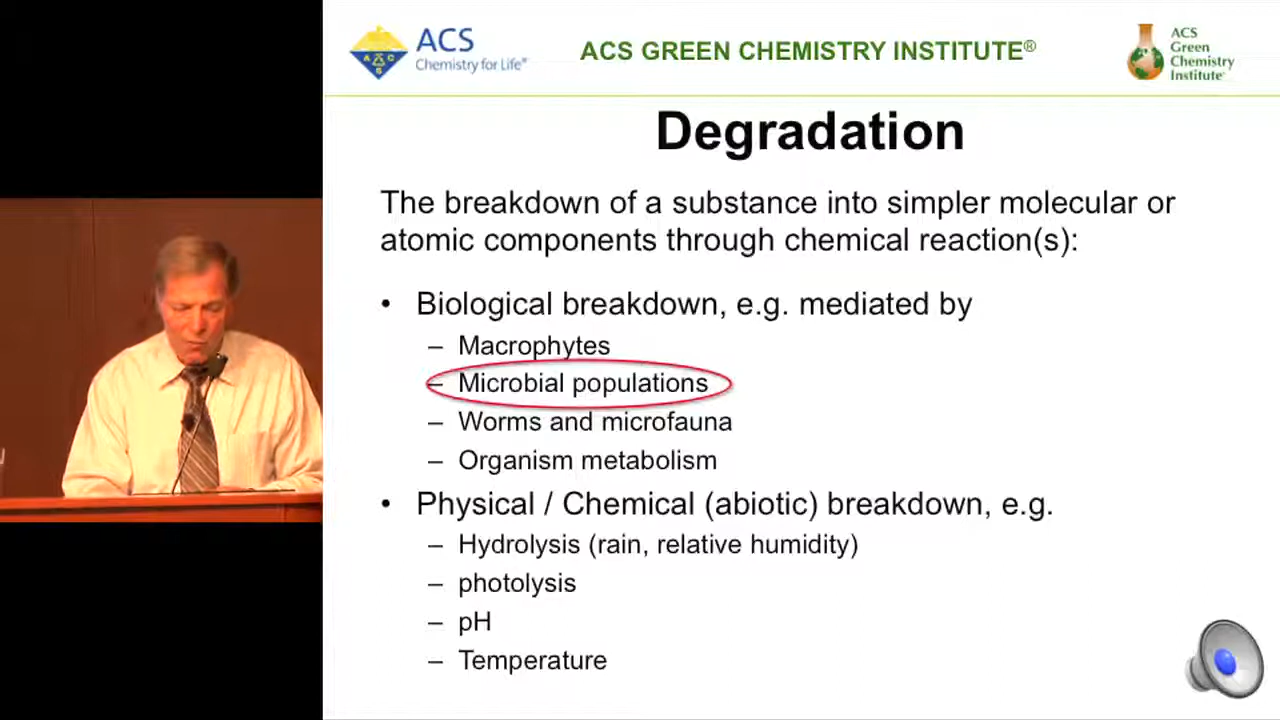 ACS
Chemistry for Life®
A C S
ACS GREEN CHEMISTRY INSTITUTE®
ACS
Green
Chemistry
Institute®
Degradation
The breakdown of a substance into simpler molecular or
atomic components through chemical reaction(s):
• Biological breakdown, e.g. mediated by
– Macrophytes
– Microbial populations
– Worms and microfauna
– Organism metabolism
• Physical / Chemical (abiotic) breakdown, e.g.
– Hydrolysis (rain, relative humidity)
– photolysis
– pH
– Temperature